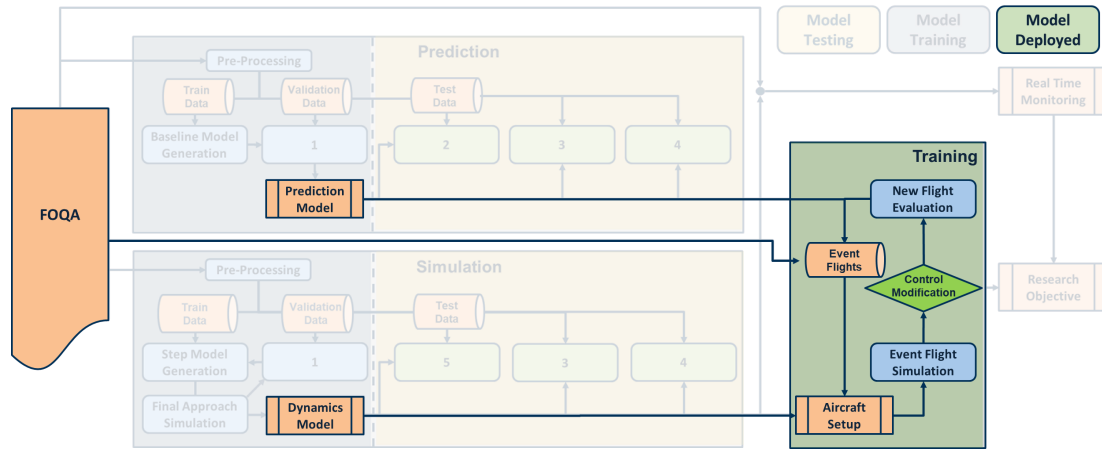 Model
Testing
Model
Training
Model
Deployed
Prediction
Pre-Processing
Train
Data
Validation
Data
Test
Data
Real Time
Monitoring
Baseline Model
Generation
1
2
3
4
Prediction
Model
FOQA
Training
New Flight
Evaluation
Event
Flights
Control
Modification
Research
Objective
Simulation
Pre-Processing
Train
Data
Validation
Data
Test
Data
Step Model
Generation
1
5
3
4
Event Flight
Simulation
Final Approach
Simulation
Dynamics
Model
Aircraft
Setup